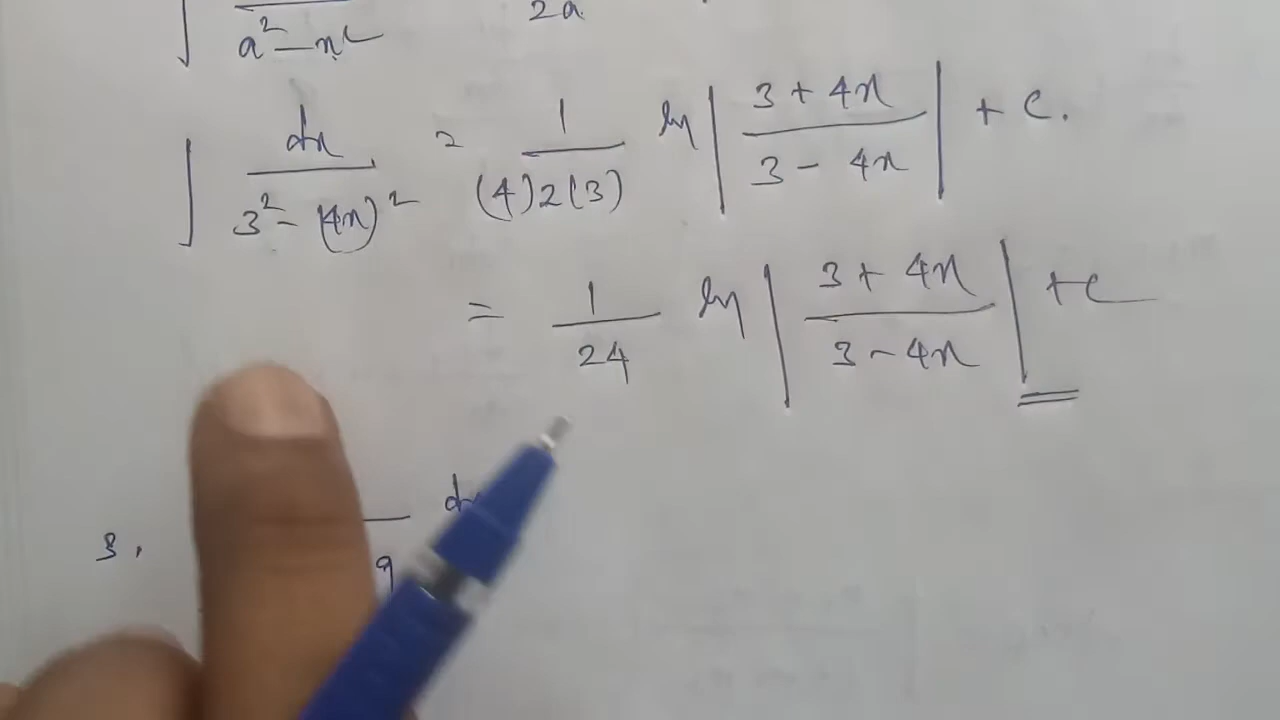 ∫ ―/(a² − x²) 2a
∫ dx/(3² − (4x)²) = 1/((4)2(3)) ln |(3 + 4x)/(3 − 4x)| + c.
= 1/24 ln |(3 + 4x)/(3 − 4x)| + c
3.
9